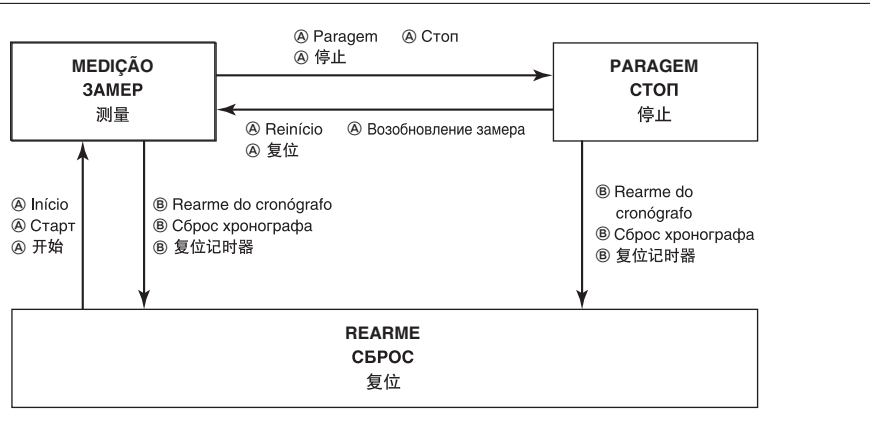 Ⓐ Paragem Ⓐ Стоп
Ⓐ 停止
MEDIÇÃO
ЗАМЕР
测量
PARAGEM
СТОП
停止
Ⓐ Reinício Ⓐ Возобновление замера
Ⓐ 复位
Ⓐ Início
Ⓐ Старт
Ⓐ 开始
Ⓑ Rearme do cronógrafo
Ⓑ Сброс хронографа
Ⓑ 复位记时器
Ⓑ Rearme do
cronógrafo
Ⓑ Сброс хронографа
Ⓑ 复位记时器
REARME
СБРОС
复位